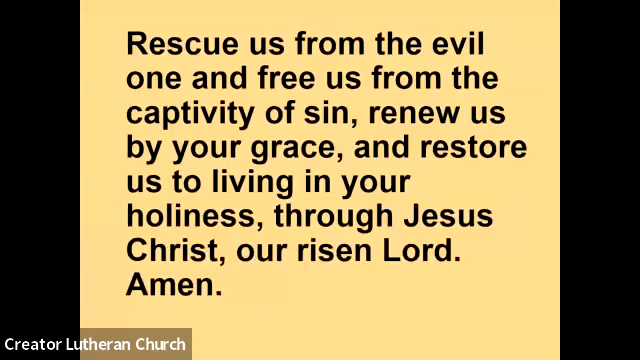 Rescue us from the evil
one and free us from the
captivity of sin, renew us
by your grace, and restore
us to living in your
holiness, through Jesus
Christ, our risen Lord.
Amen.
Creator Lutheran Church